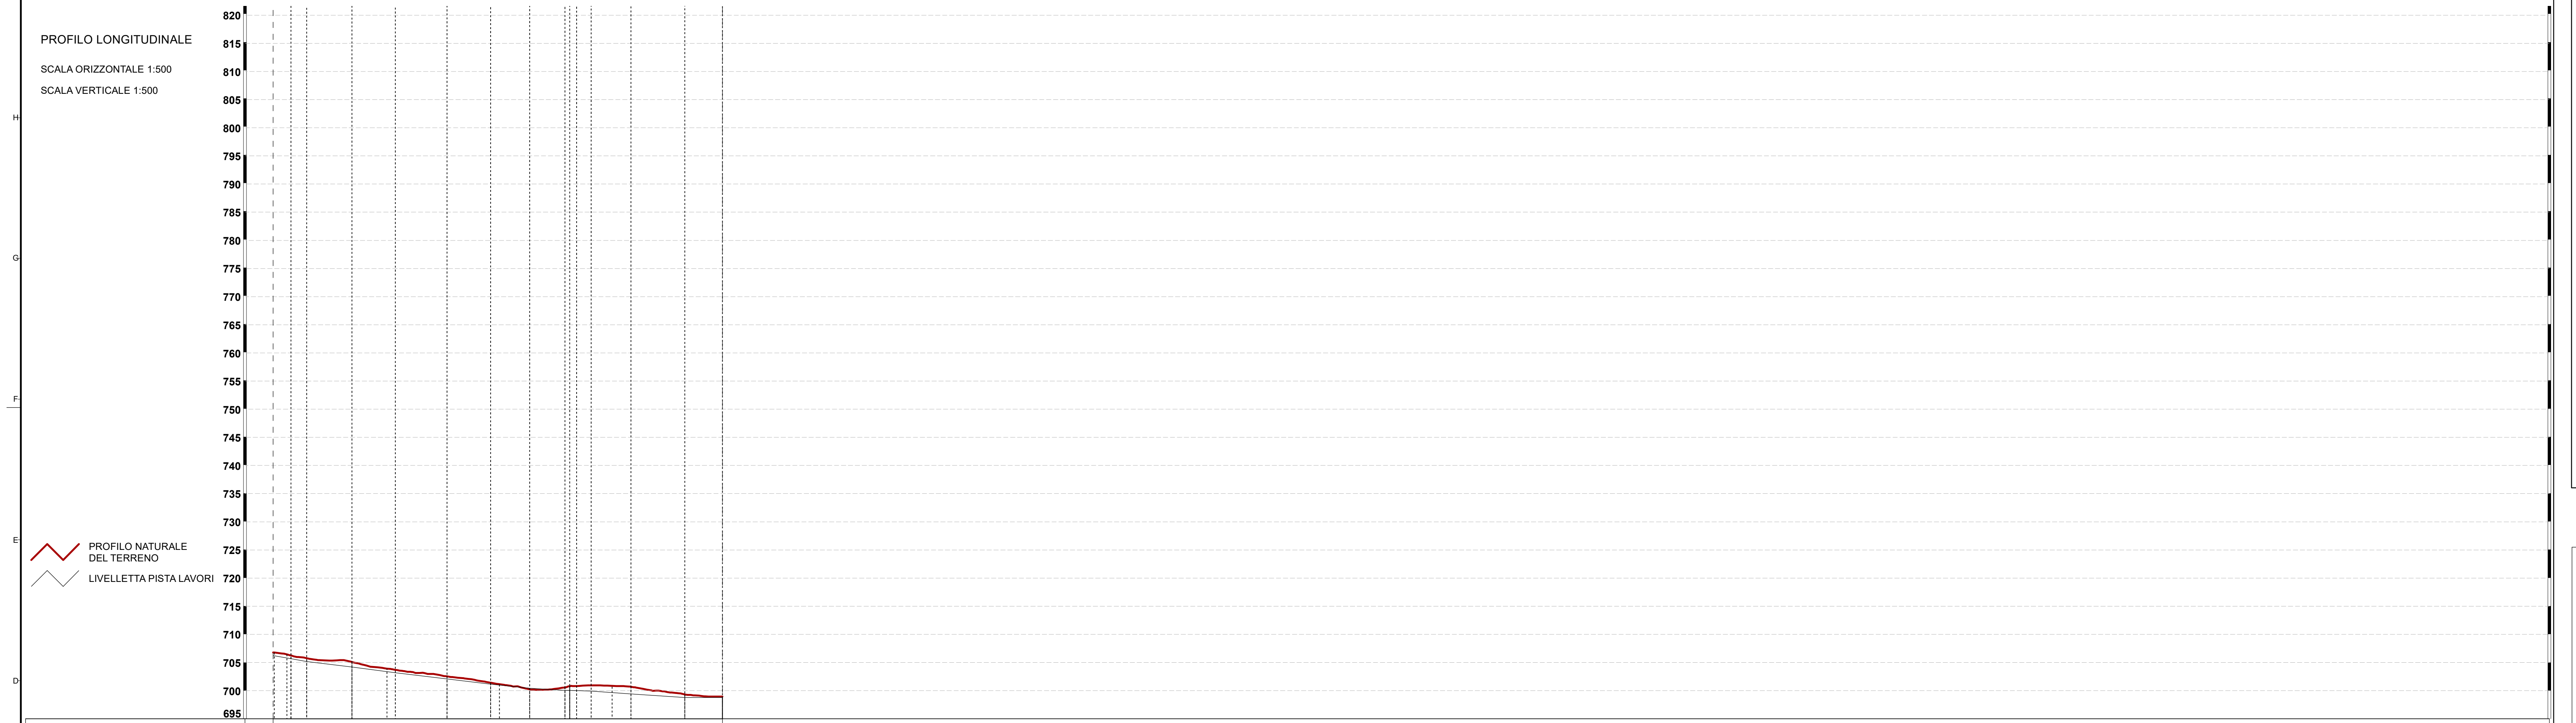 PROFILO LONGITUDINALE
SCALA ORIZZONTALE 1:500
SCALA VERTICALE 1:500
820
815
810
805
800
795
790
785
780
775
770
765
760
755
750
745
740
735
730
725
720
715
710
705
700
695
H
G
F
E
D
PROFILO NATURALE
DEL TERRENO
LIVELLETTA PISTA LAVORI